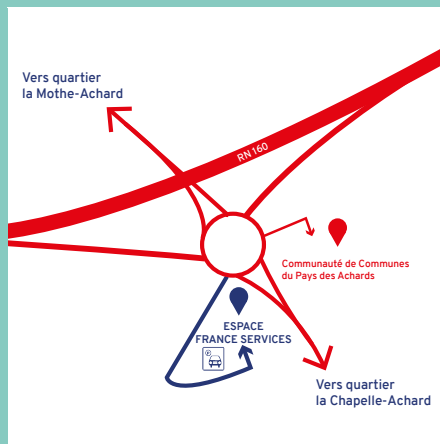 Vers quartier
la Mothe-Achard
RN 160
Communauté de Communes
du Pays des Achards
ESPACE
FRANCE SERVICES
P
Vers quartier
la Chapelle-Achard